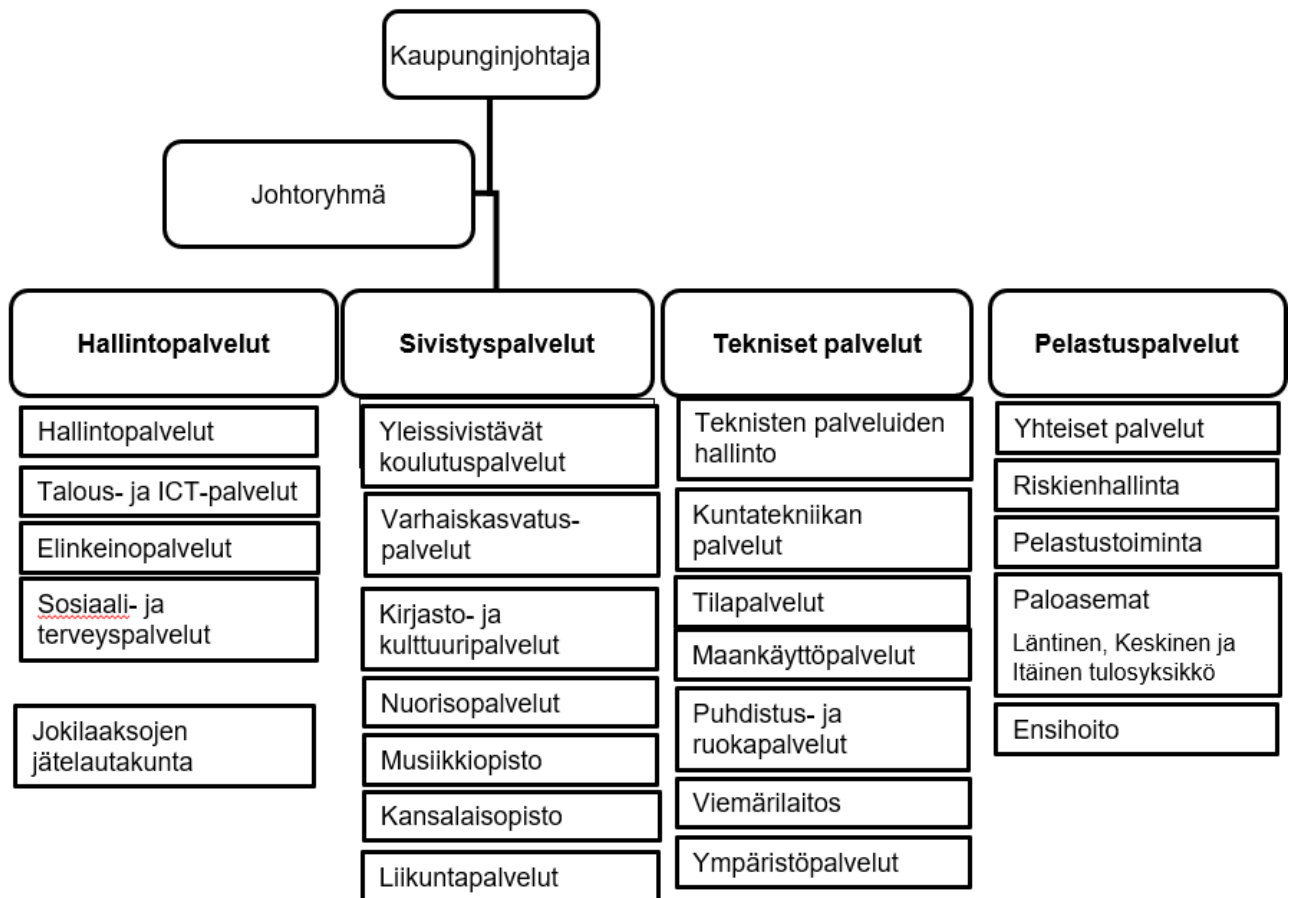 Kaupunginjohtaja
Johtoryhmä
Hallintopalvelut
Hallintopalvelut
Talous- ja ICT-palvelut
Elinkeinopalvelut
Sosiaali- ja
terveyspalvelut
Jokilaaksojen
jätelautakunta
Sivistyspalvelut
Yleissivistävät
koulutuspalvelut
Varhaiskasvatus-
palvelut
Kirjasto- ja
kulttuuripalvelut
Nuorisopalvelut
Musiikkiopisto
Kansalaisopisto
Liikuntapalvelut
Tekniset palvelut
Teknisten palveluiden
hallinto
Kuntatekniikan
palvelut
Tilapalvelut
Maankäyttöpalvelut
Puhdistus- ja
ruokapalvelut
Viemärilaitos
Ympäristöpalvelut
Pelastuspalvelut
Yhteiset palvelut
Riskienhallinta
Pelastustoiminta
Paloasemat
Läntinen, Keskinen ja
Itäinen tulosyksikkö
Ensihoito